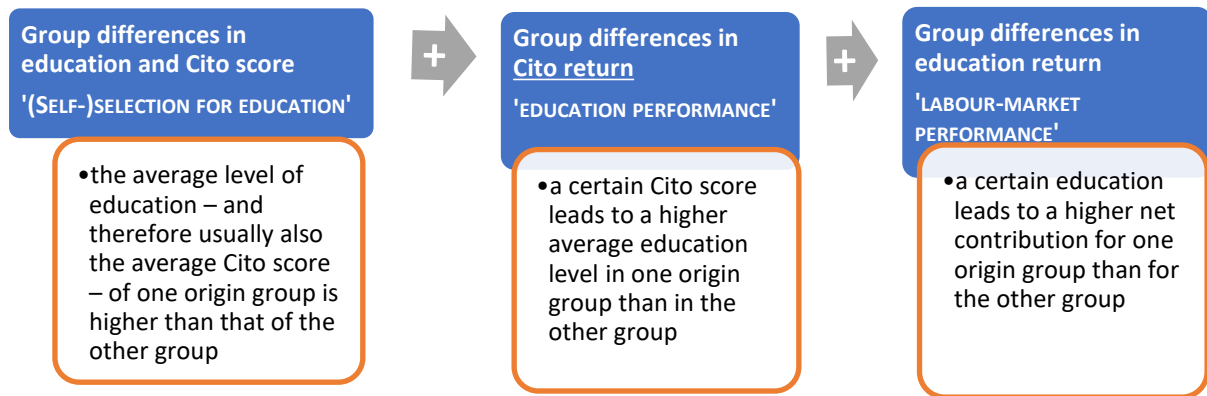 Group differences in
education and Cito score
'(SELF-)SELECTION FOR EDUCATION'
•the average level of
education – and
therefore usually also
the average Cito score
– of one origin group is
higher than that of the
other group
+
Group differences in
Cito return
'EDUCATION PERFORMANCE'
•a certain Cito score
leads to a higher
average education
level in one origin
group than in the
other group
+
Group differences in
education return
'LABOUR-MARKET
PERFORMANCE'
•a certain education
leads to a higher net
contribution for one
origin group than for
the other group